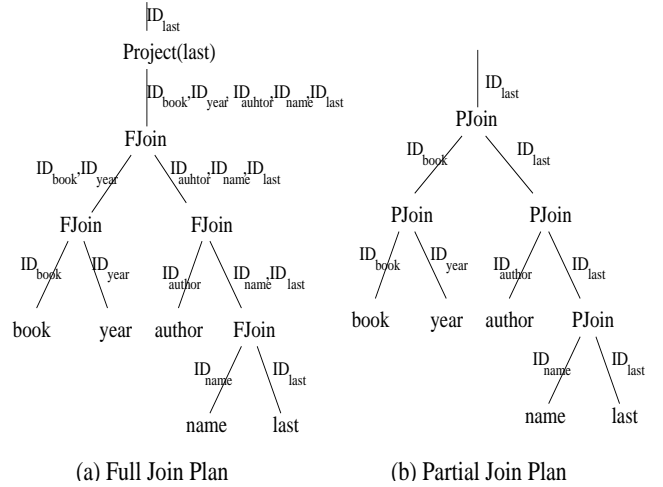 ID_last
Project(last)
ID_last
ID_book,ID_year, ID_auhtor,ID_name,ID_last
FJoin
PJoin
ID_book
ID_last
ID_book,ID_year
ID_auhtor,ID_name,ID_last
FJoin
FJoin
PJoin
PJoin
ID_book
ID_year
ID_author
ID_name,ID_last
ID_book
ID_year
ID_author
ID_last
book
year
author
FJoin
book
year
author
PJoin
ID_name
ID_last
ID_name
ID_last
name
last
name
last
(a) Full Join Plan
(b) Partial Join Plan